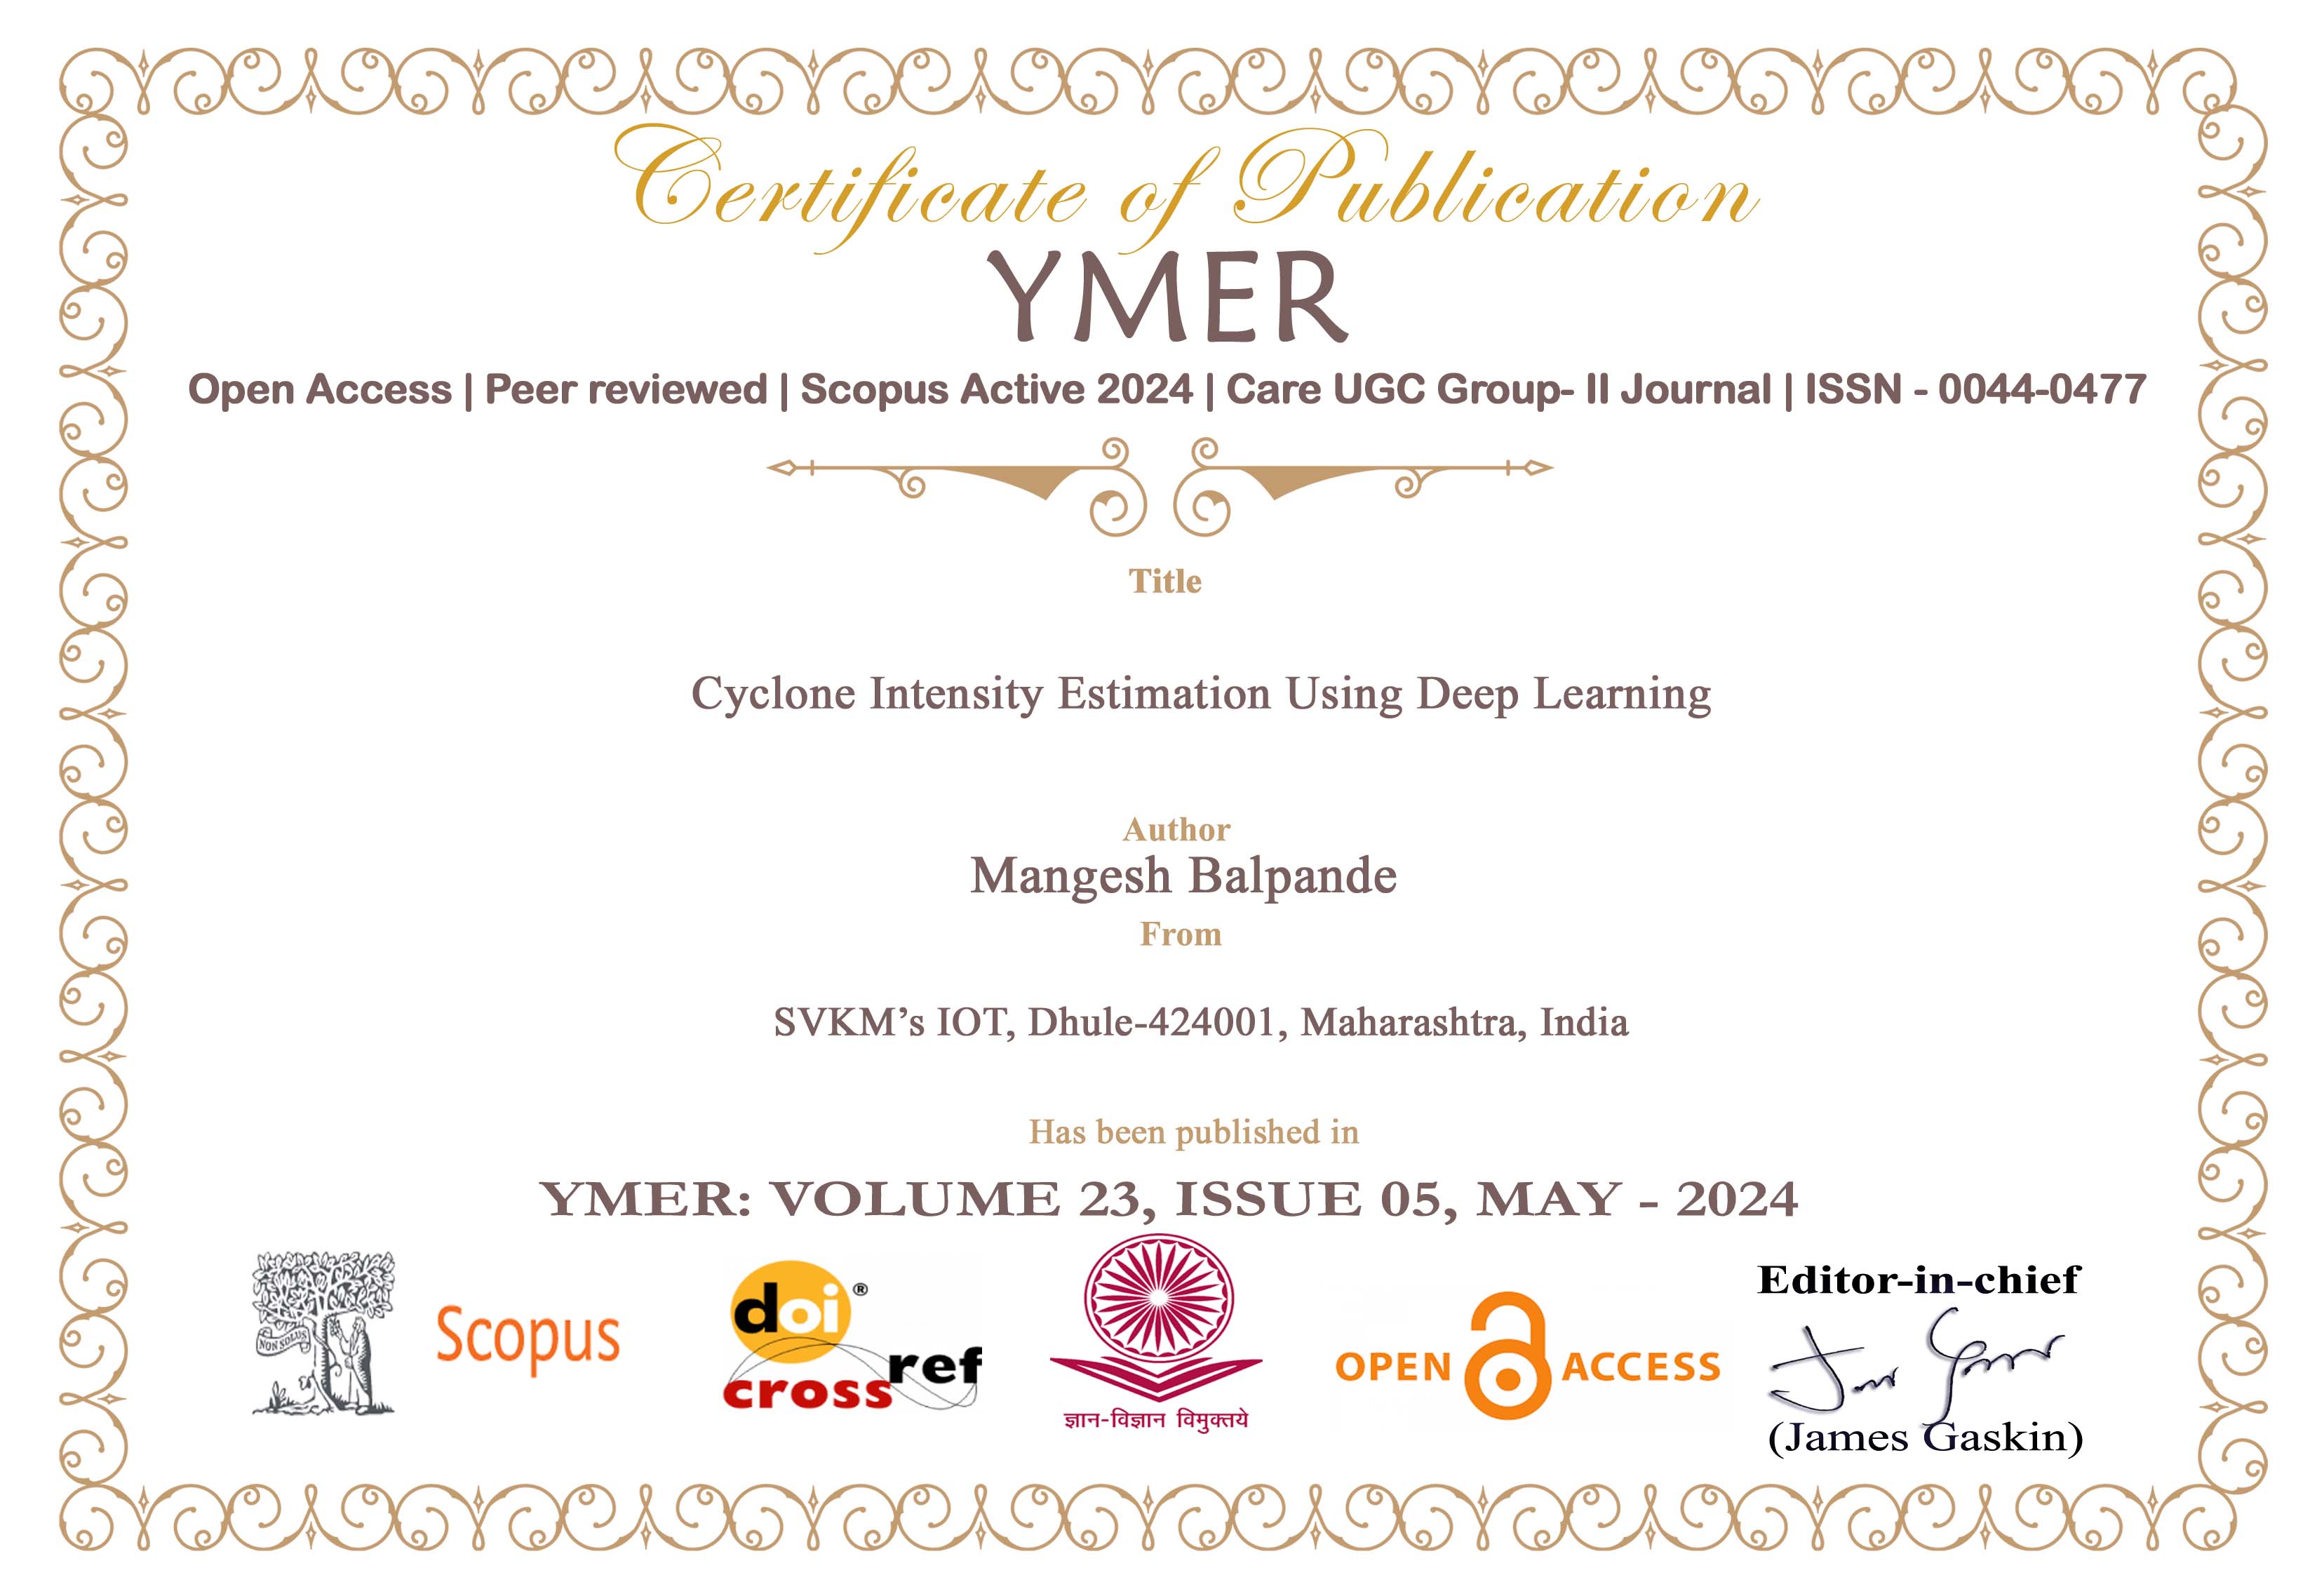 Certificate of Publication
YMER
Open Access | Peer reviewed | Scopus Active 2024 | Care UGC Group- II Journal | ISSN - 0044-0477
Title
Cyclone Intensity Estimation Using Deep Learning
Author
Mangesh Balpande
From
SVKM’s IOT, Dhule-424001, Maharashtra, India
Has been published in
YMER: VOLUME 23, ISSUE 05, MAY - 2024
NON SOLUS
Scopus
doi®
crossref
ज्ञान-विज्ञान विमुक्तये
OPEN ACCESS
Editor-in-chief
(James Gaskin)